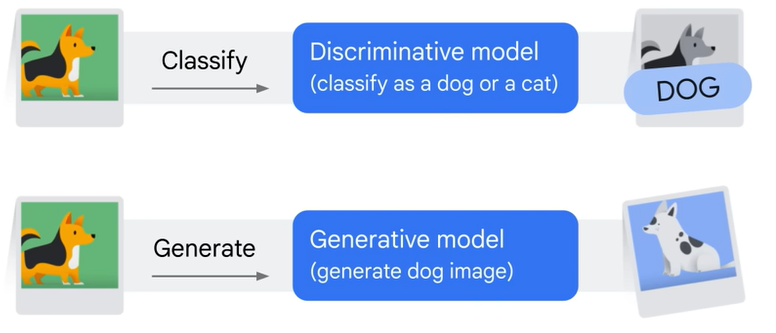 Classify
Discriminative model
(classify as a dog or a cat)
DOG
Generate
Generative model
(generate dog image)